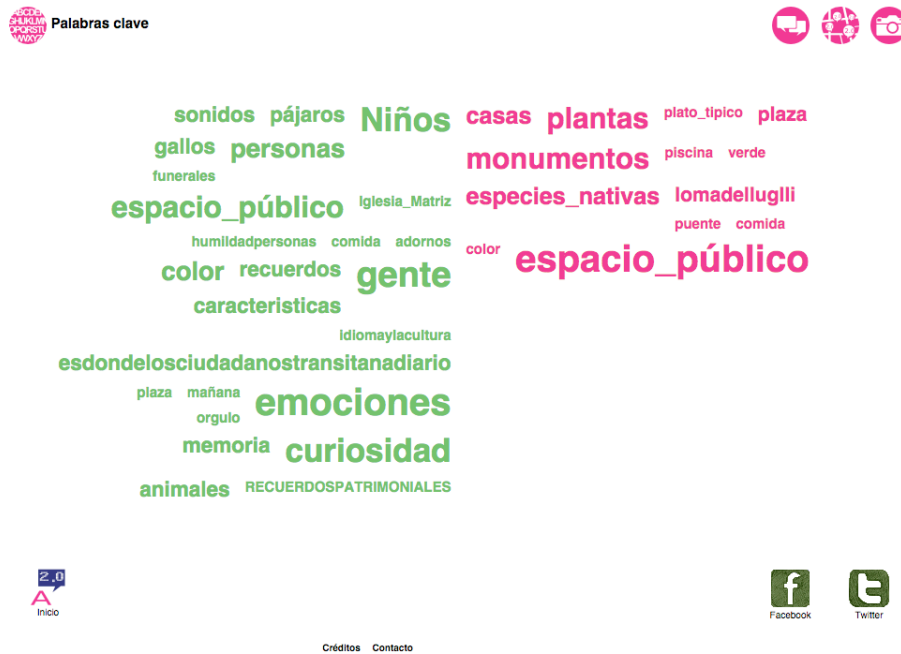 Palabras clave
sonidos pájaros Niños
gallos personas
funerales
espacio_público Iglesia_Matriz
humildadpersonas comida adornos
color recuerdos gente
caracteristicas
idiomaylacultura
esdondelosciudadanostransitanadiario
plaza mañana emociones
orgulo
memoria curiosidad
animales RECUERDOSPATRIMONIALES
casas plantas plato_tipico plaza
monumentos piscina verde
especies_nativas lomadelluglli
puente comida
color espacio_público
2.0
A
Inicio
Facebook
Twitter
Créditos Contacto